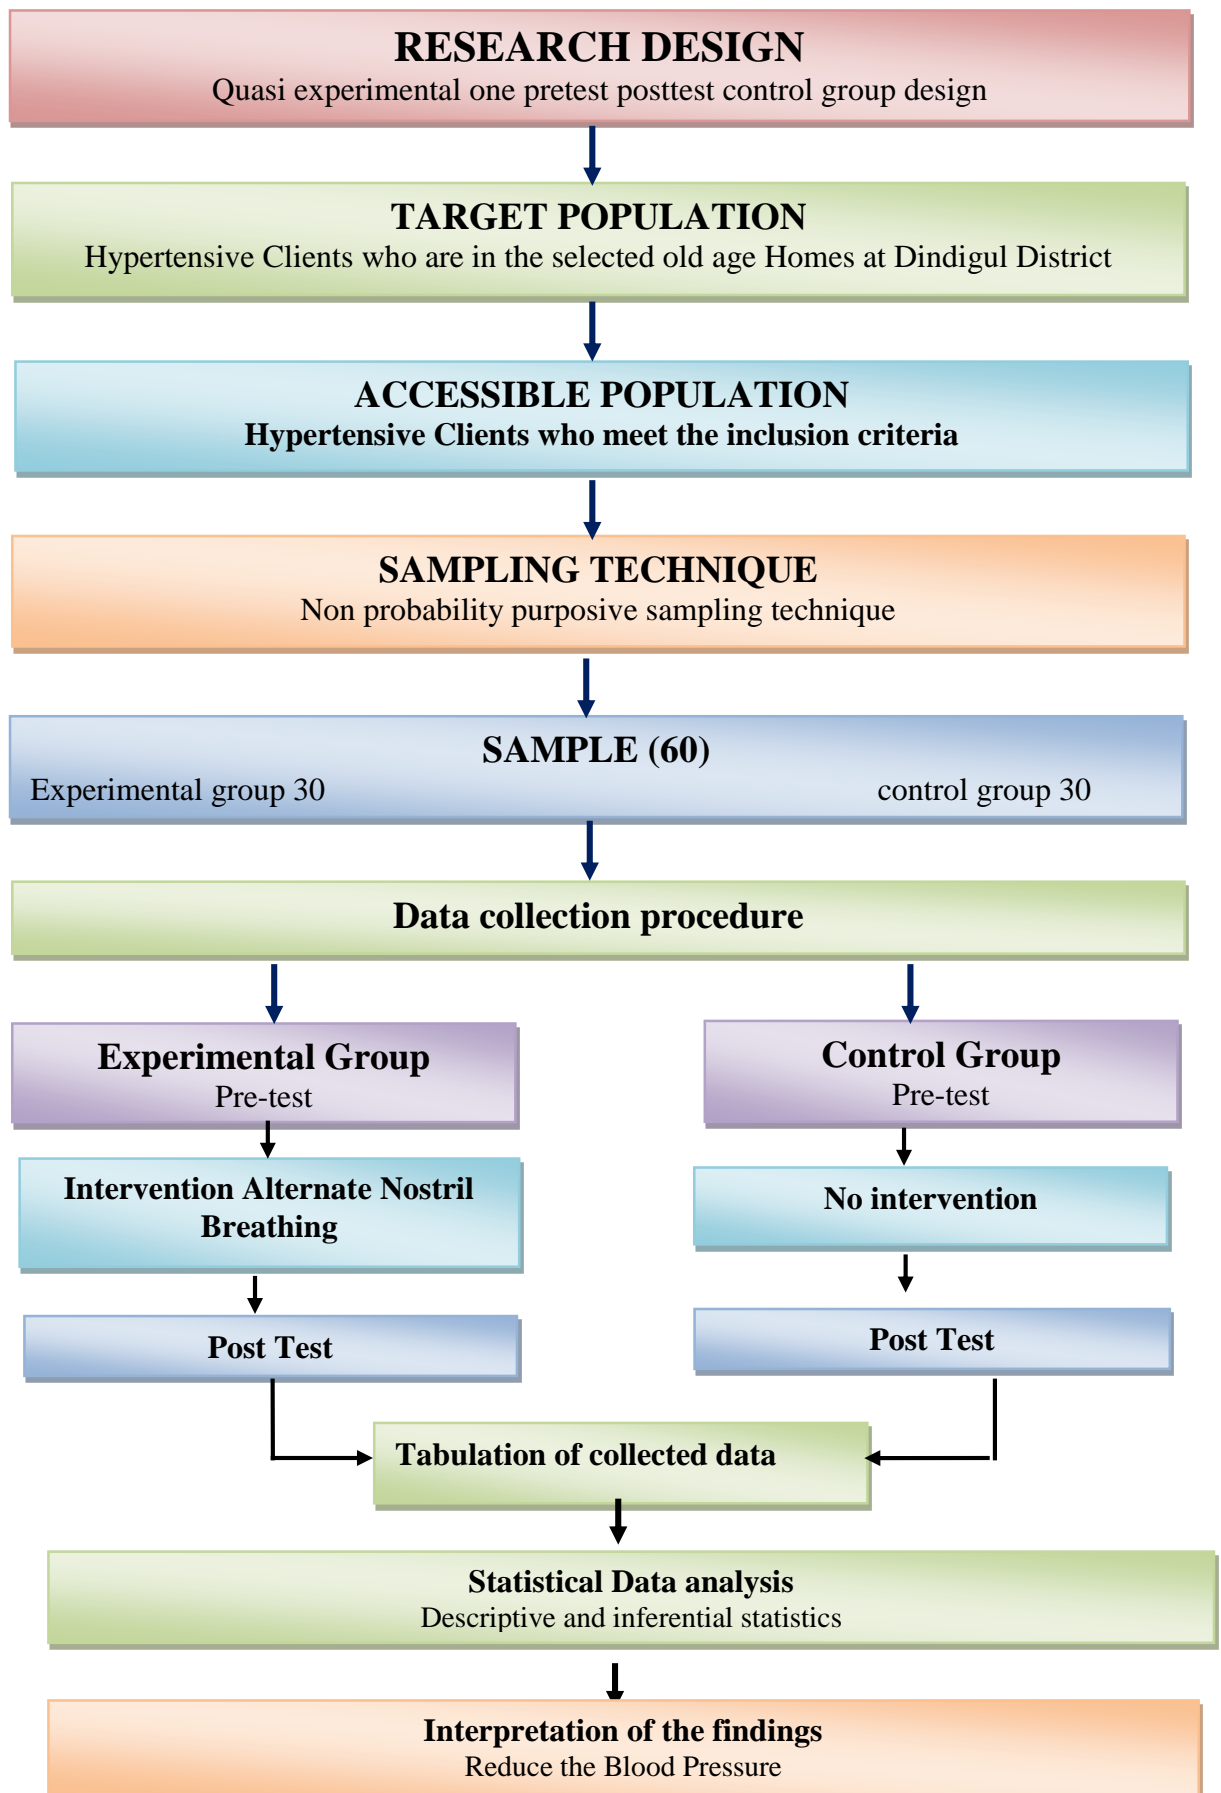 RESEARCH DESIGN
Quasi experimental one pretest posttest control group design
TARGET POPULATION
Hypertensive Clients who are in the selected old age Homes at Dindigul District
ACCESSIBLE POPULATION
Hypertensive Clients who meet the inclusion criteria
SAMPLING TECHNIQUE
Non probability purposive sampling technique
SAMPLE (60)
Experimental group 30 control group 30
Data collection procedure
Experimental Group
Pre-test
Control Group
Pre-test
Intervention Alternate Nostril
Breathing
No intervention
Post Test
Post Test
Tabulation of collected data
Statistical Data analysis
Descriptive and inferential statistics
Interpretation of the findings
Reduce the Blood Pressure